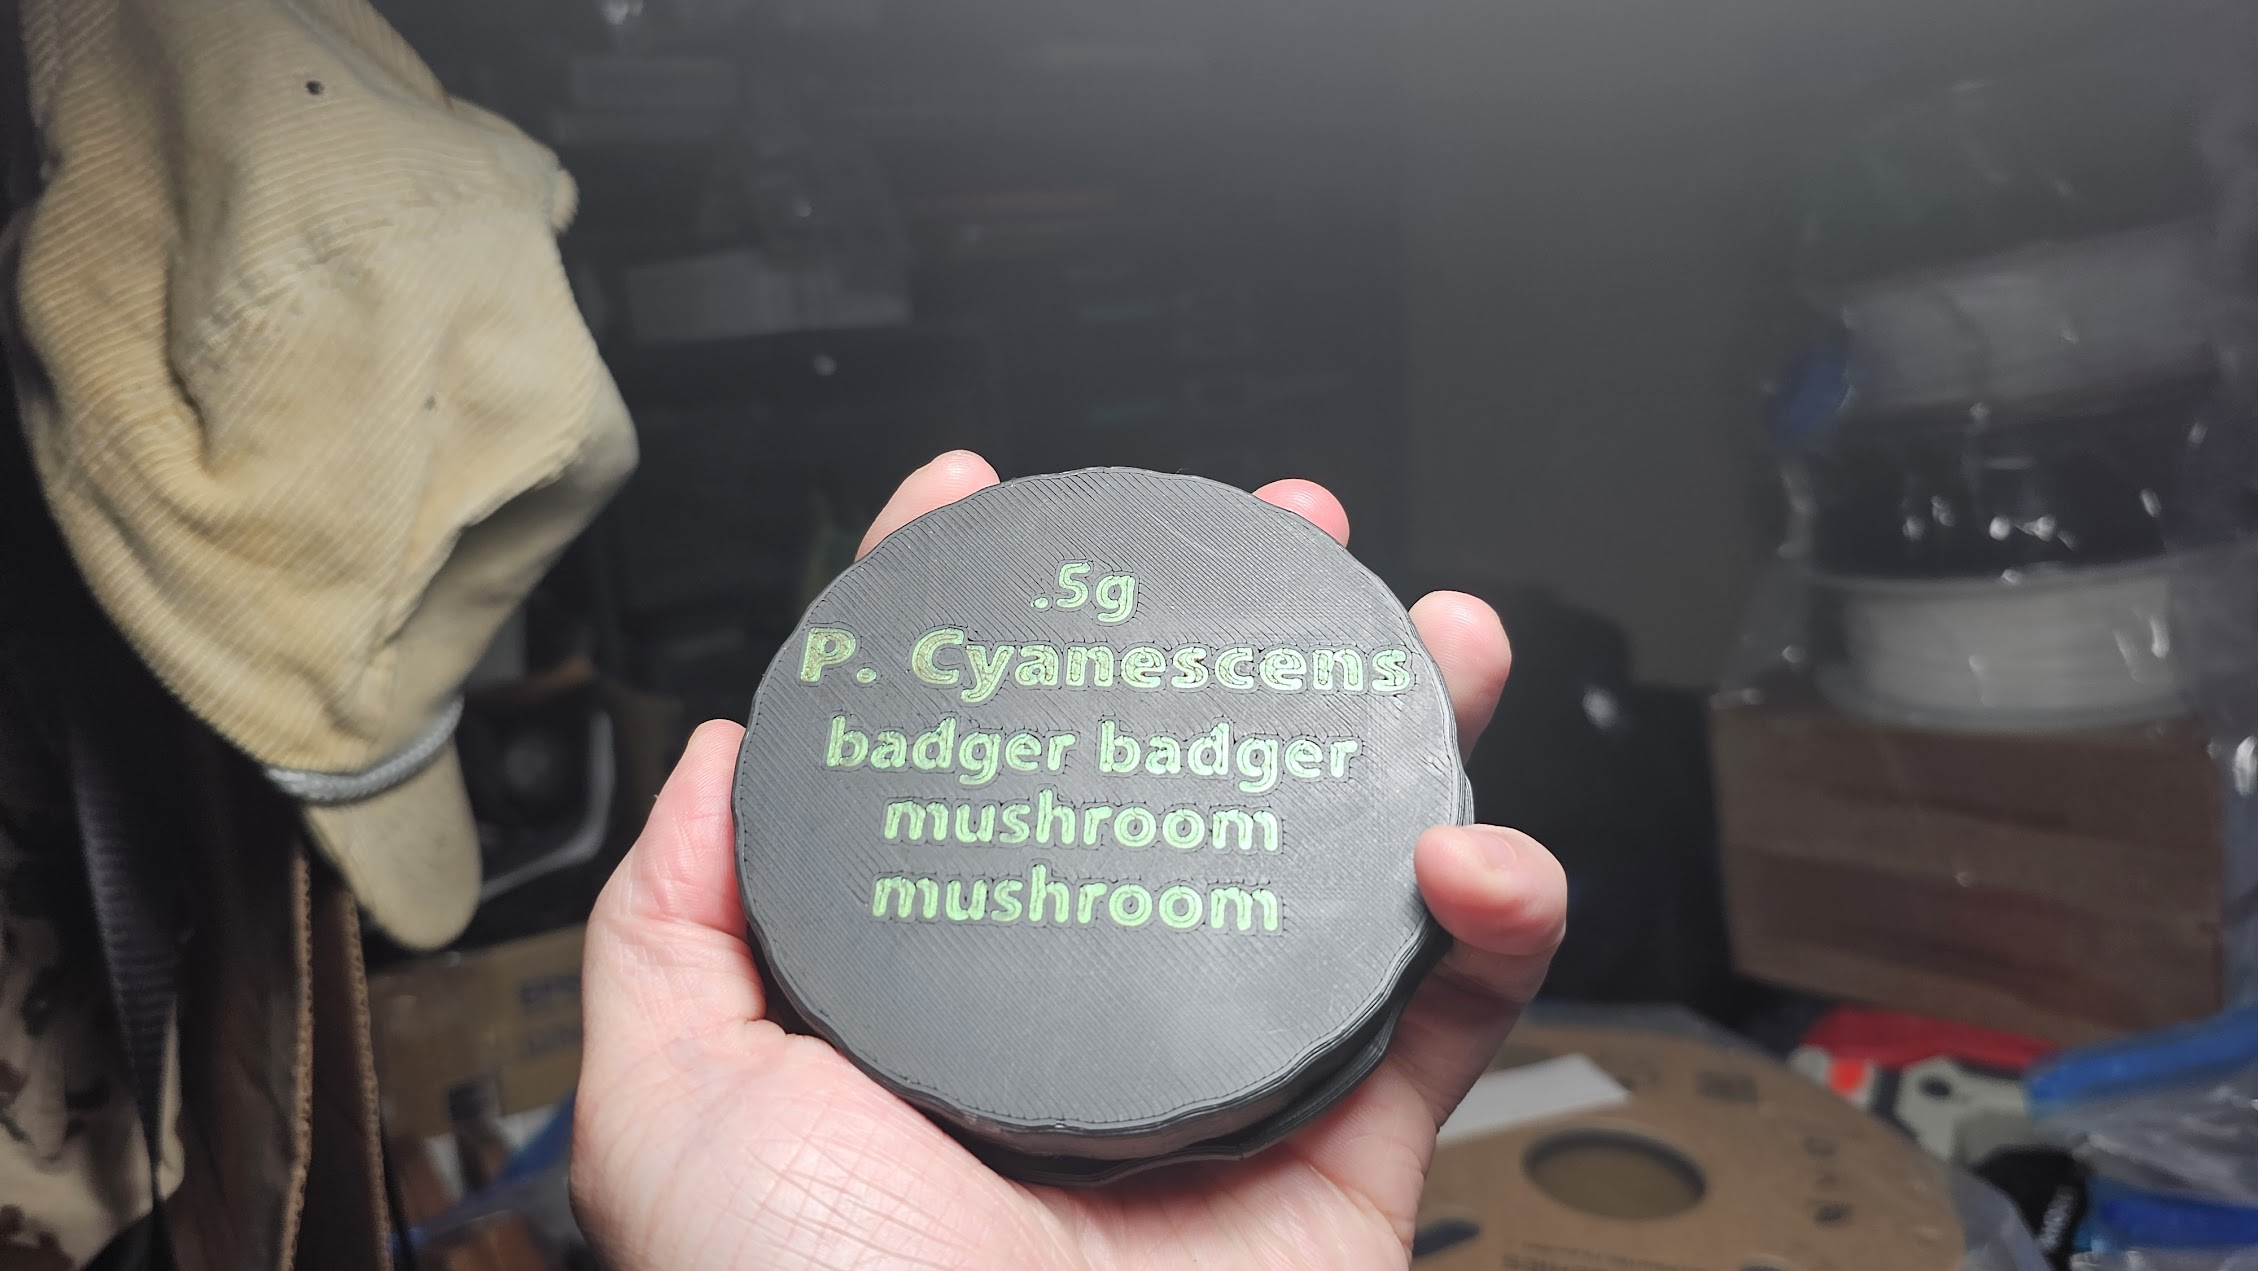 .5g
P. Cyanescens
badger badger
mushroom
mushroom